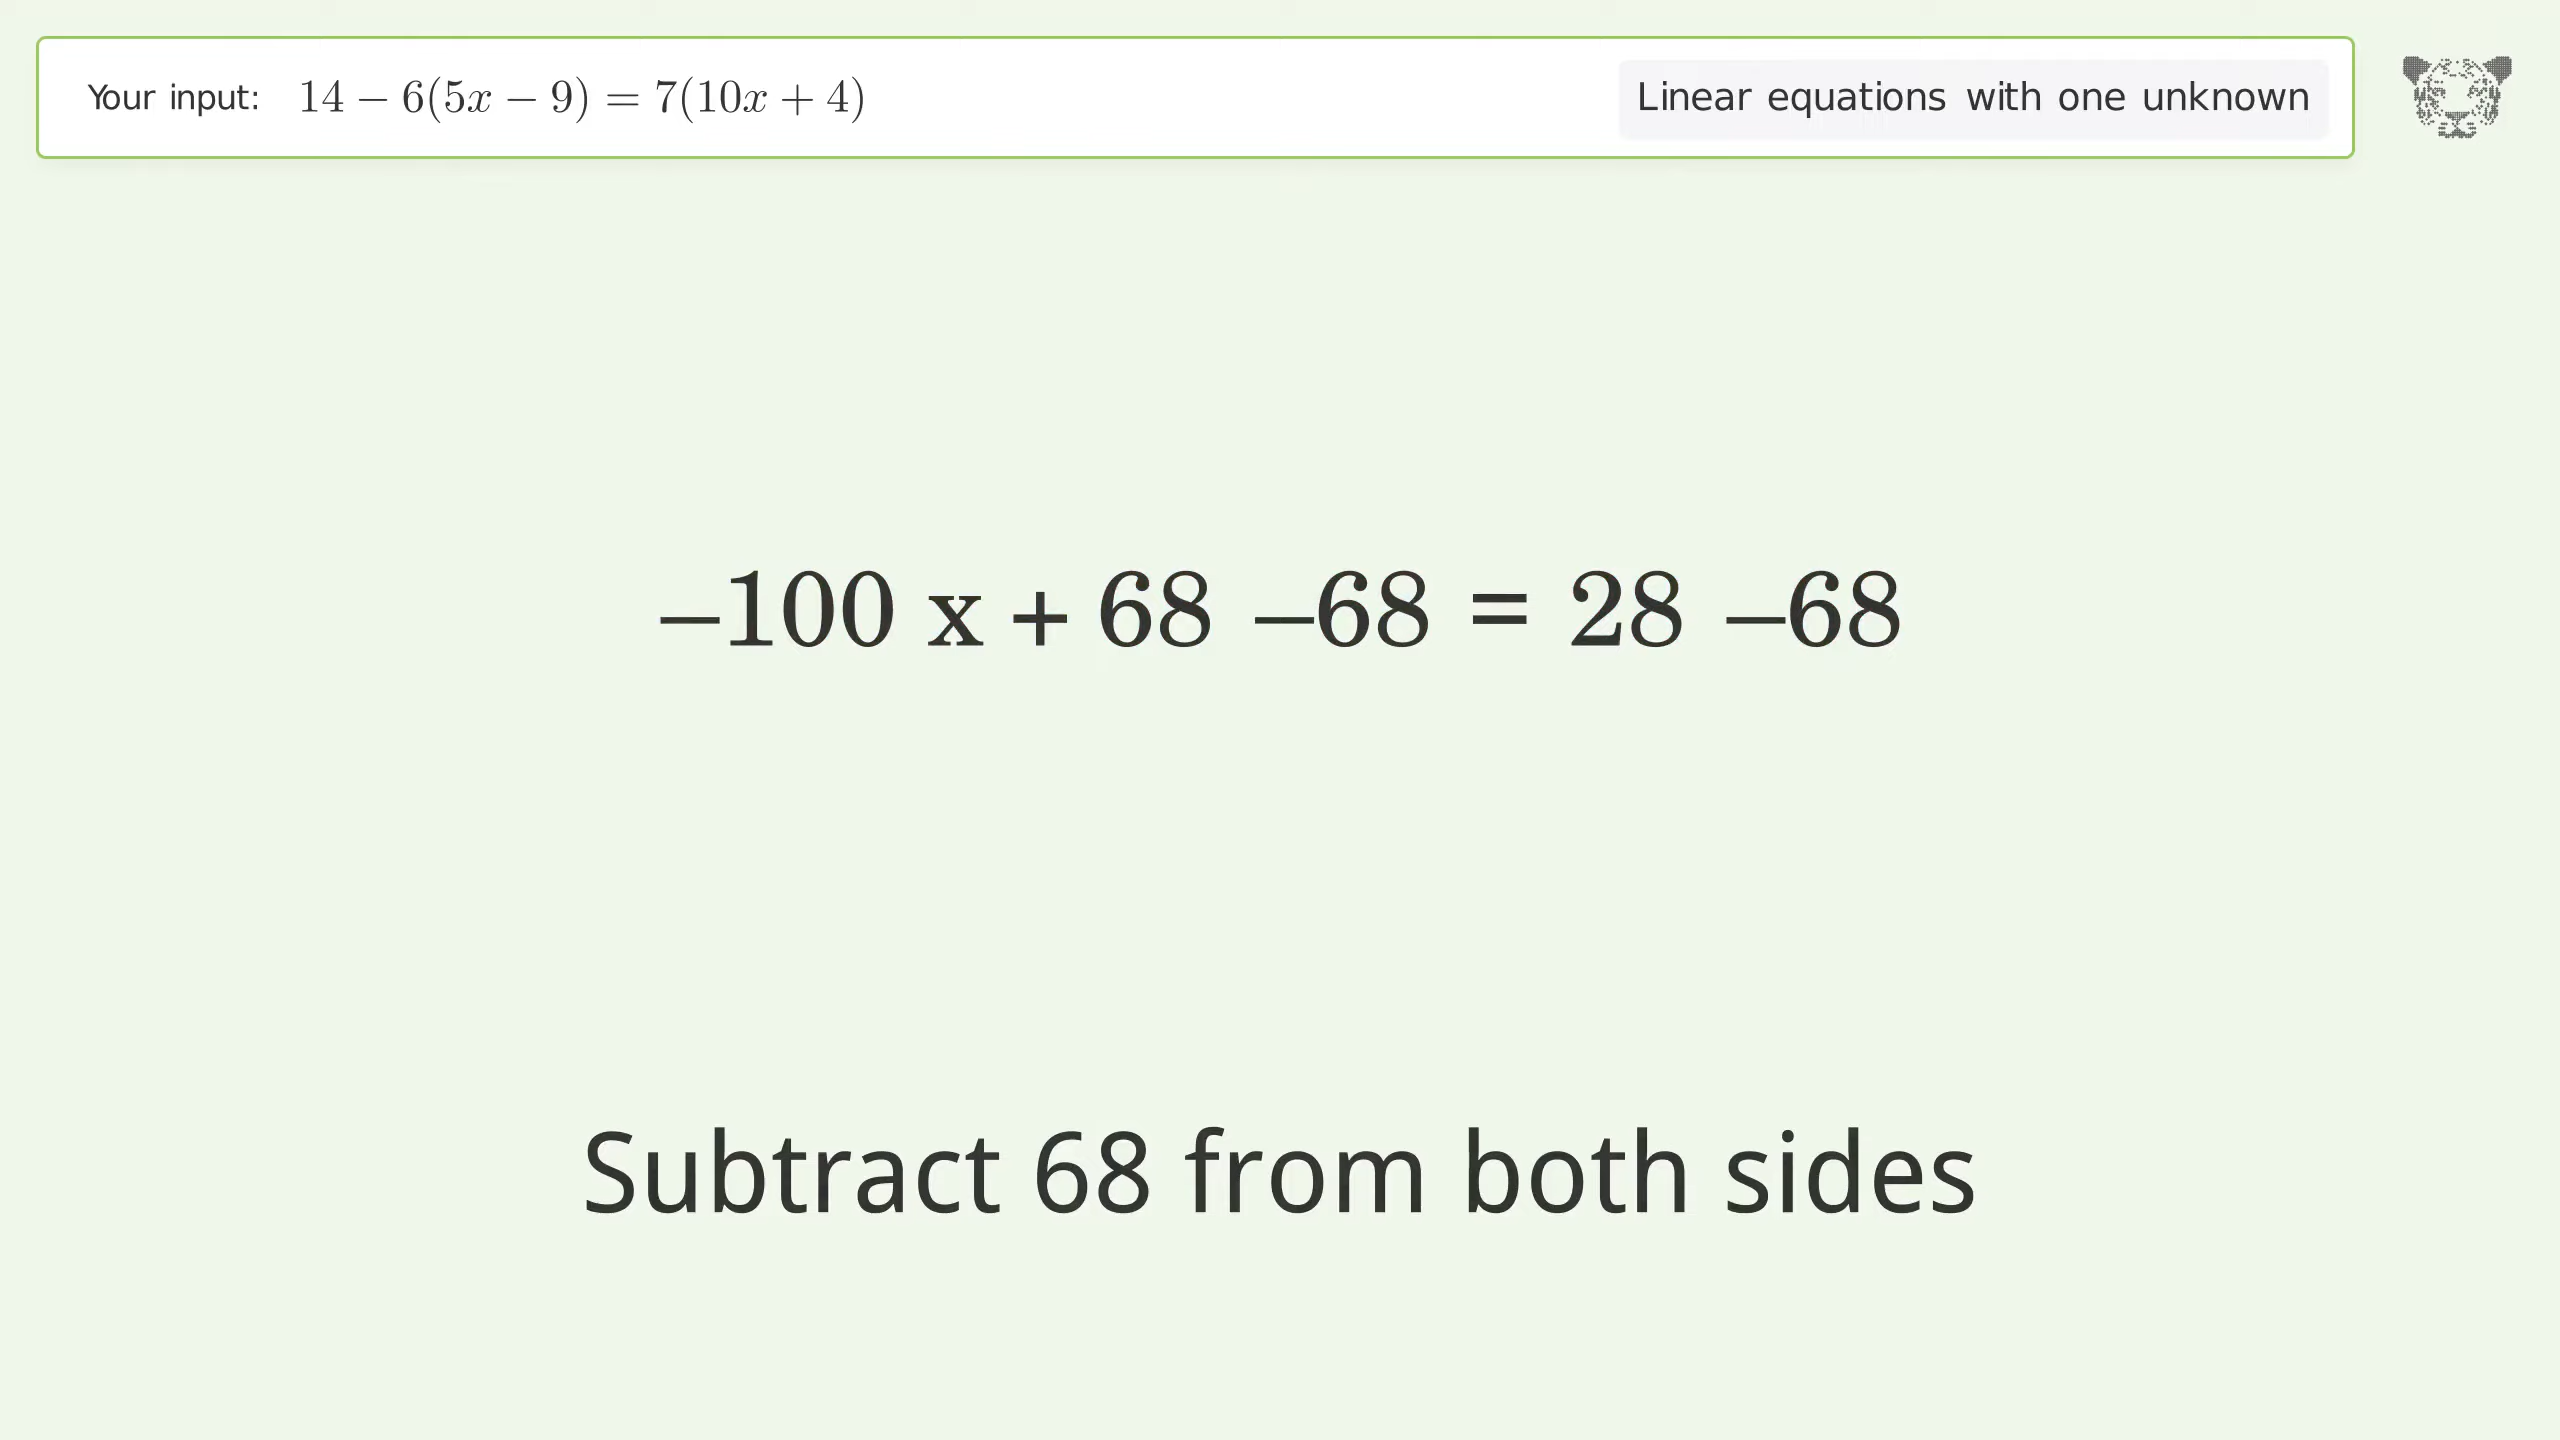 Your input: 14 − 6(5x − 9) = 7(10x + 4)
Linear equations with one unknown
–100 x + 68 –68 = 28 –68
Subtract 68 from both sides